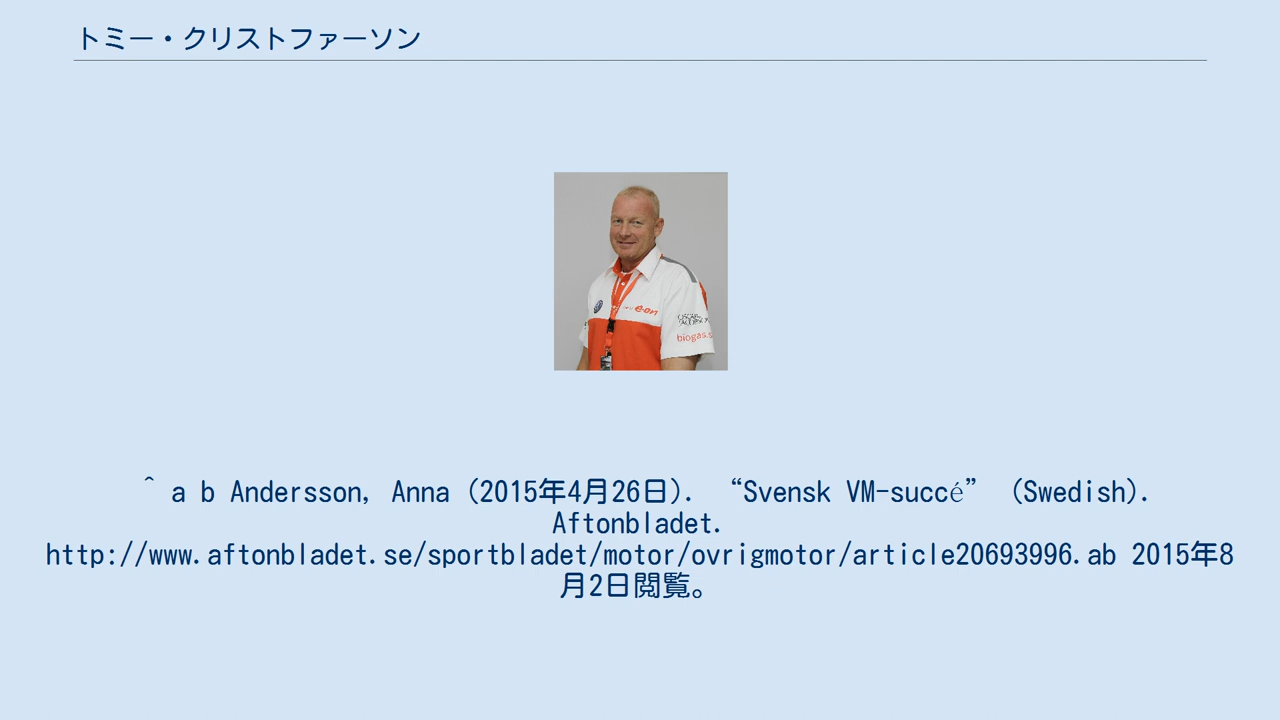 トミー・クリストファーソン
e·on
biogas.s
^ a b Andersson, Anna (2015年4月26日). “Svensk VM-succé” (Swedish).
Aftonbladet.
http://www.aftonbladet.se/sportbladet/motor/ovrigmotor/article20693996.ab 2015年8
月2日閲覧。